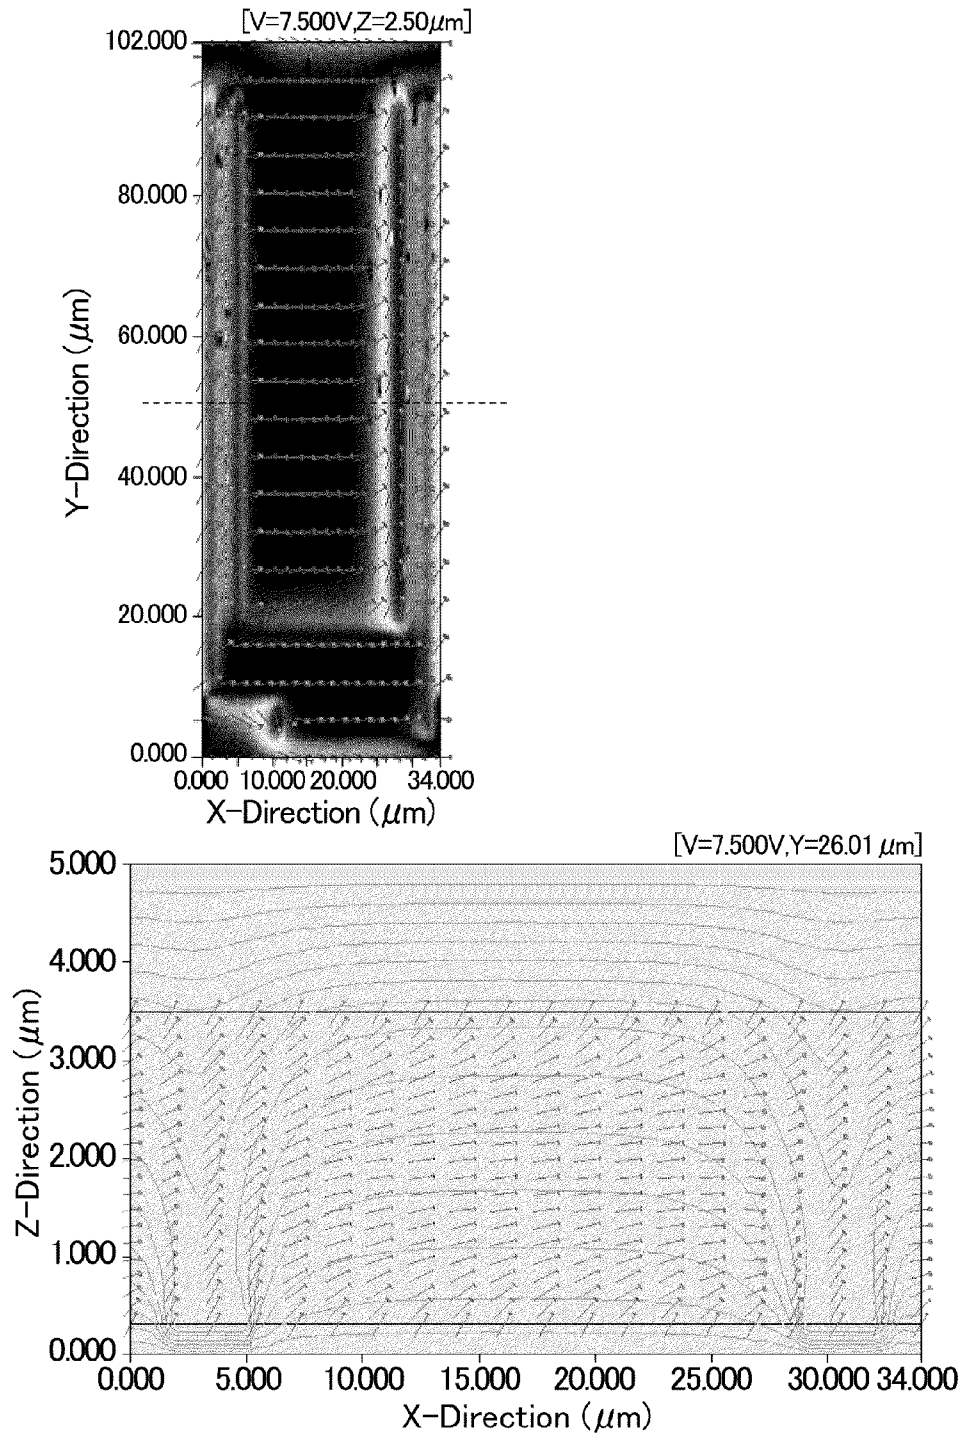 [V=7.500V,Z=2.50μm]
102.000
80.000
60.000
40.000
20.000
0.000
Y-Direction (μm)
0.000 10.000 20.000 34.000
X-Direction (μm)
[V=7.500V,Y=26.01 μm]
5.000
4.000
3.000
2.000
1.000
0.000
Z-Direction (μm)
0.000 5.000 10.000 15.000 20.000 25.000 30.000 34.000
X-Direction (μm)